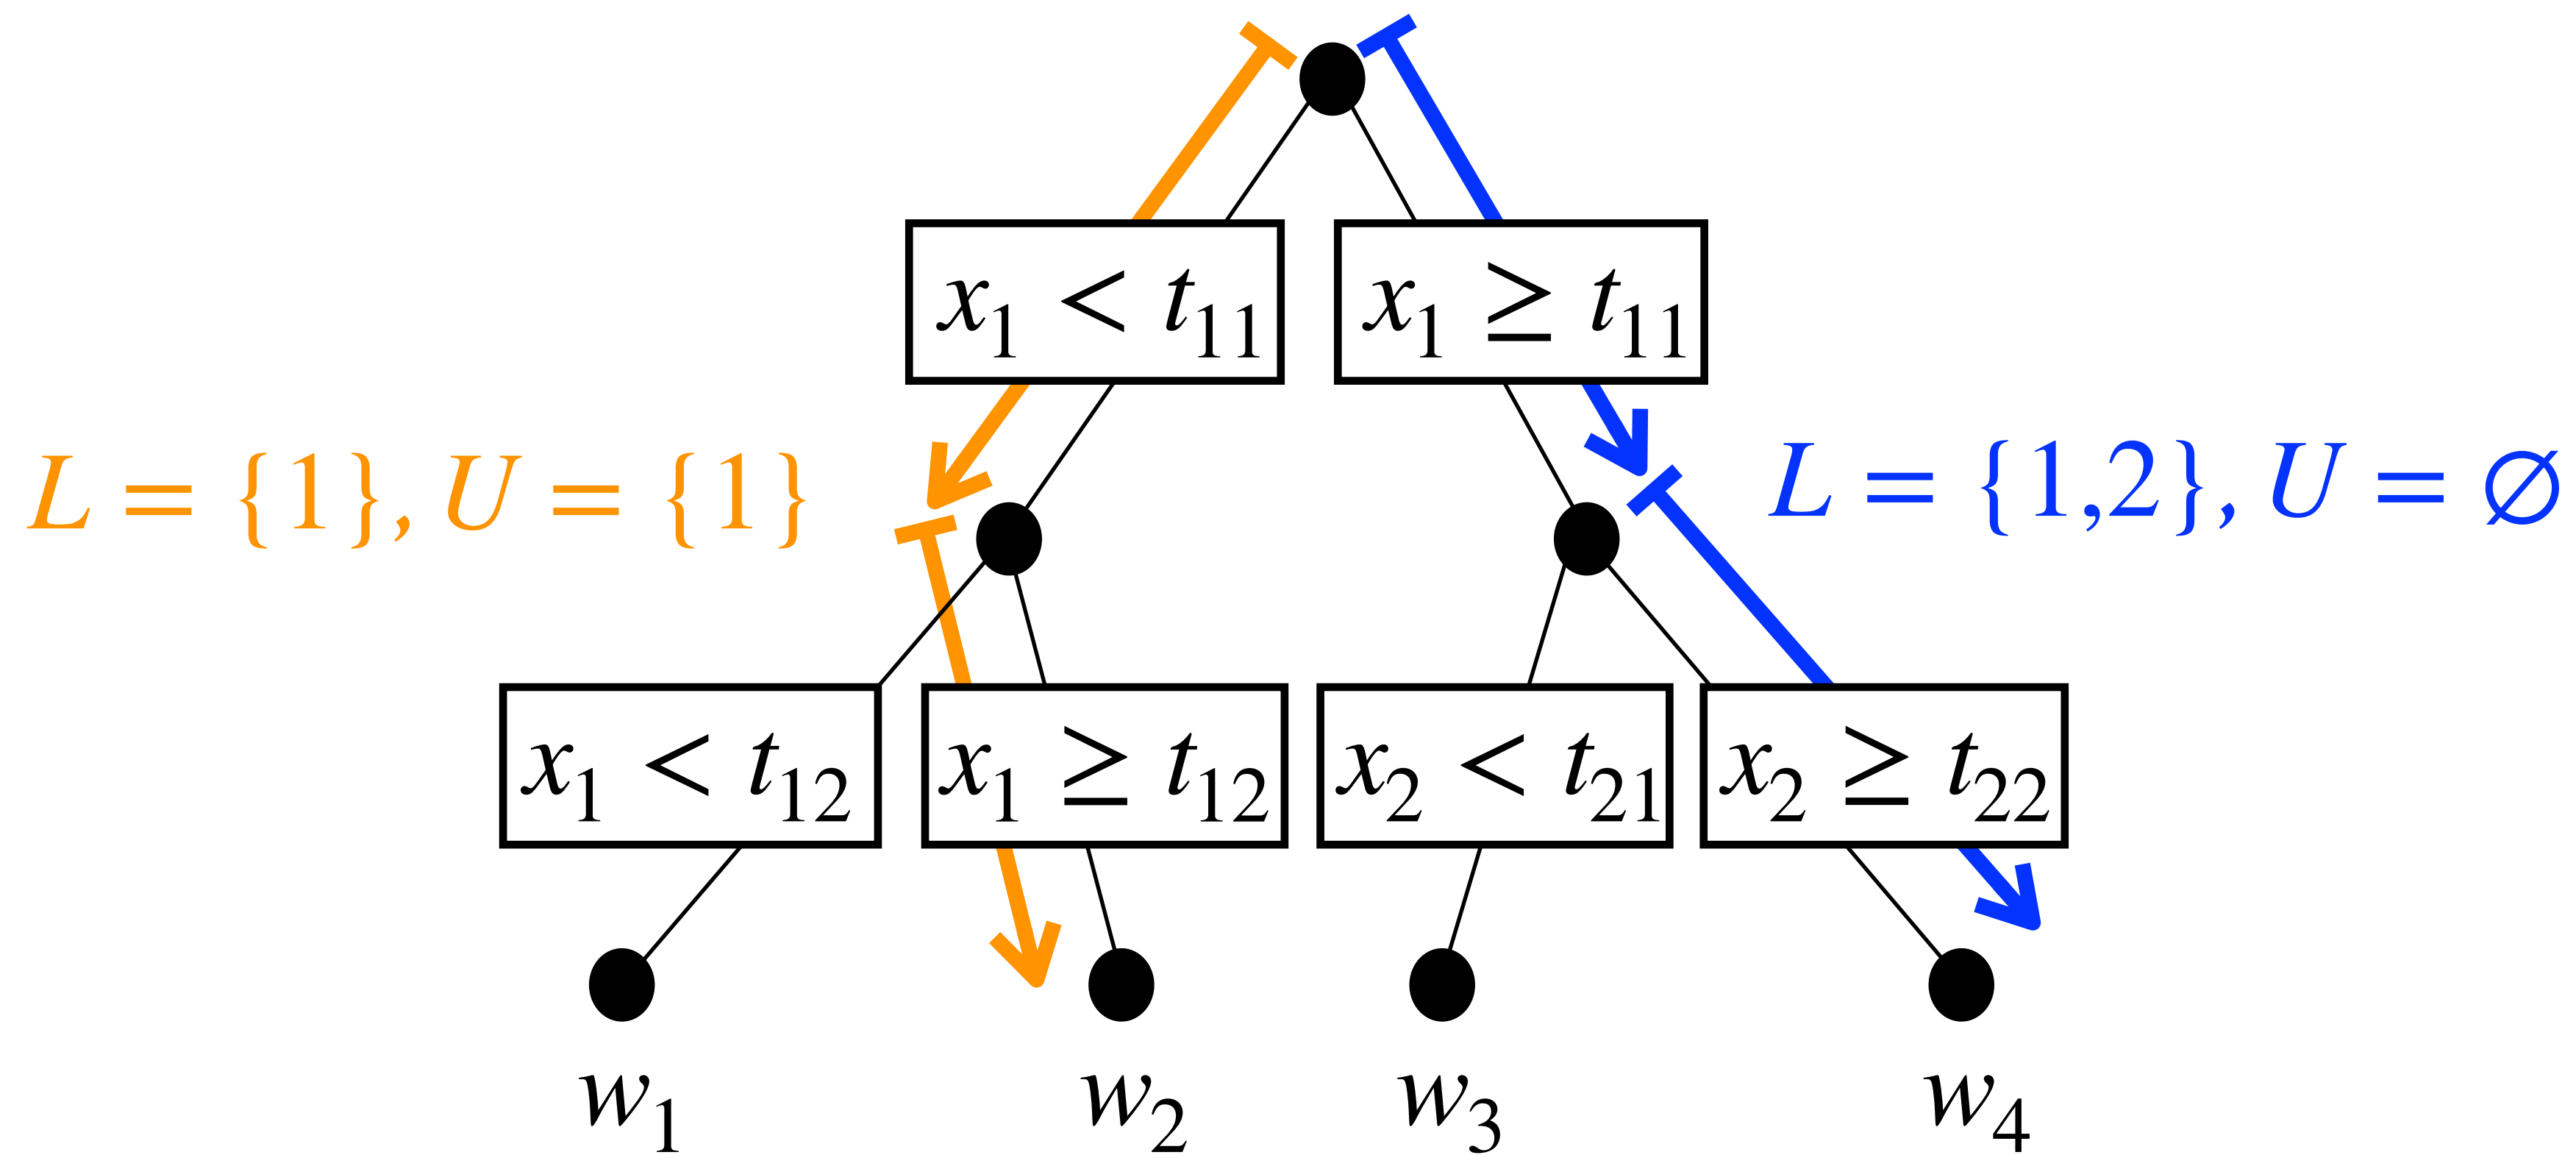 x₁ < t₁₁ x₁ ≥ t₁₁
L = {1}, U = {1} L = {1,2}, U = ∅
x₁ < t₁₂ x₁ ≥ t₁₂ x₂ < t₂₁ x₂ ≥ t₂₂
w₁ w₂ w₃ w₄